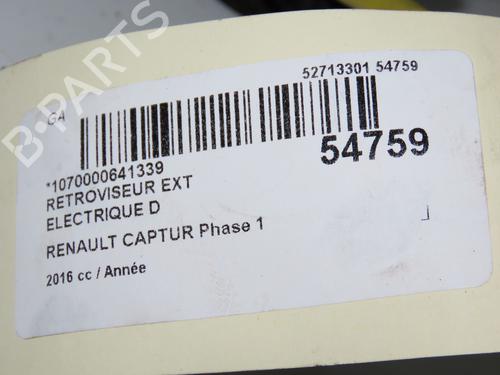 B-PARTS
GA
52713301 54759
*1070000641339
54759
RETROVISEUR EXT
ELECTRIQUE D
RENAULT CAPTUR Phase 1
2016 cc / Année